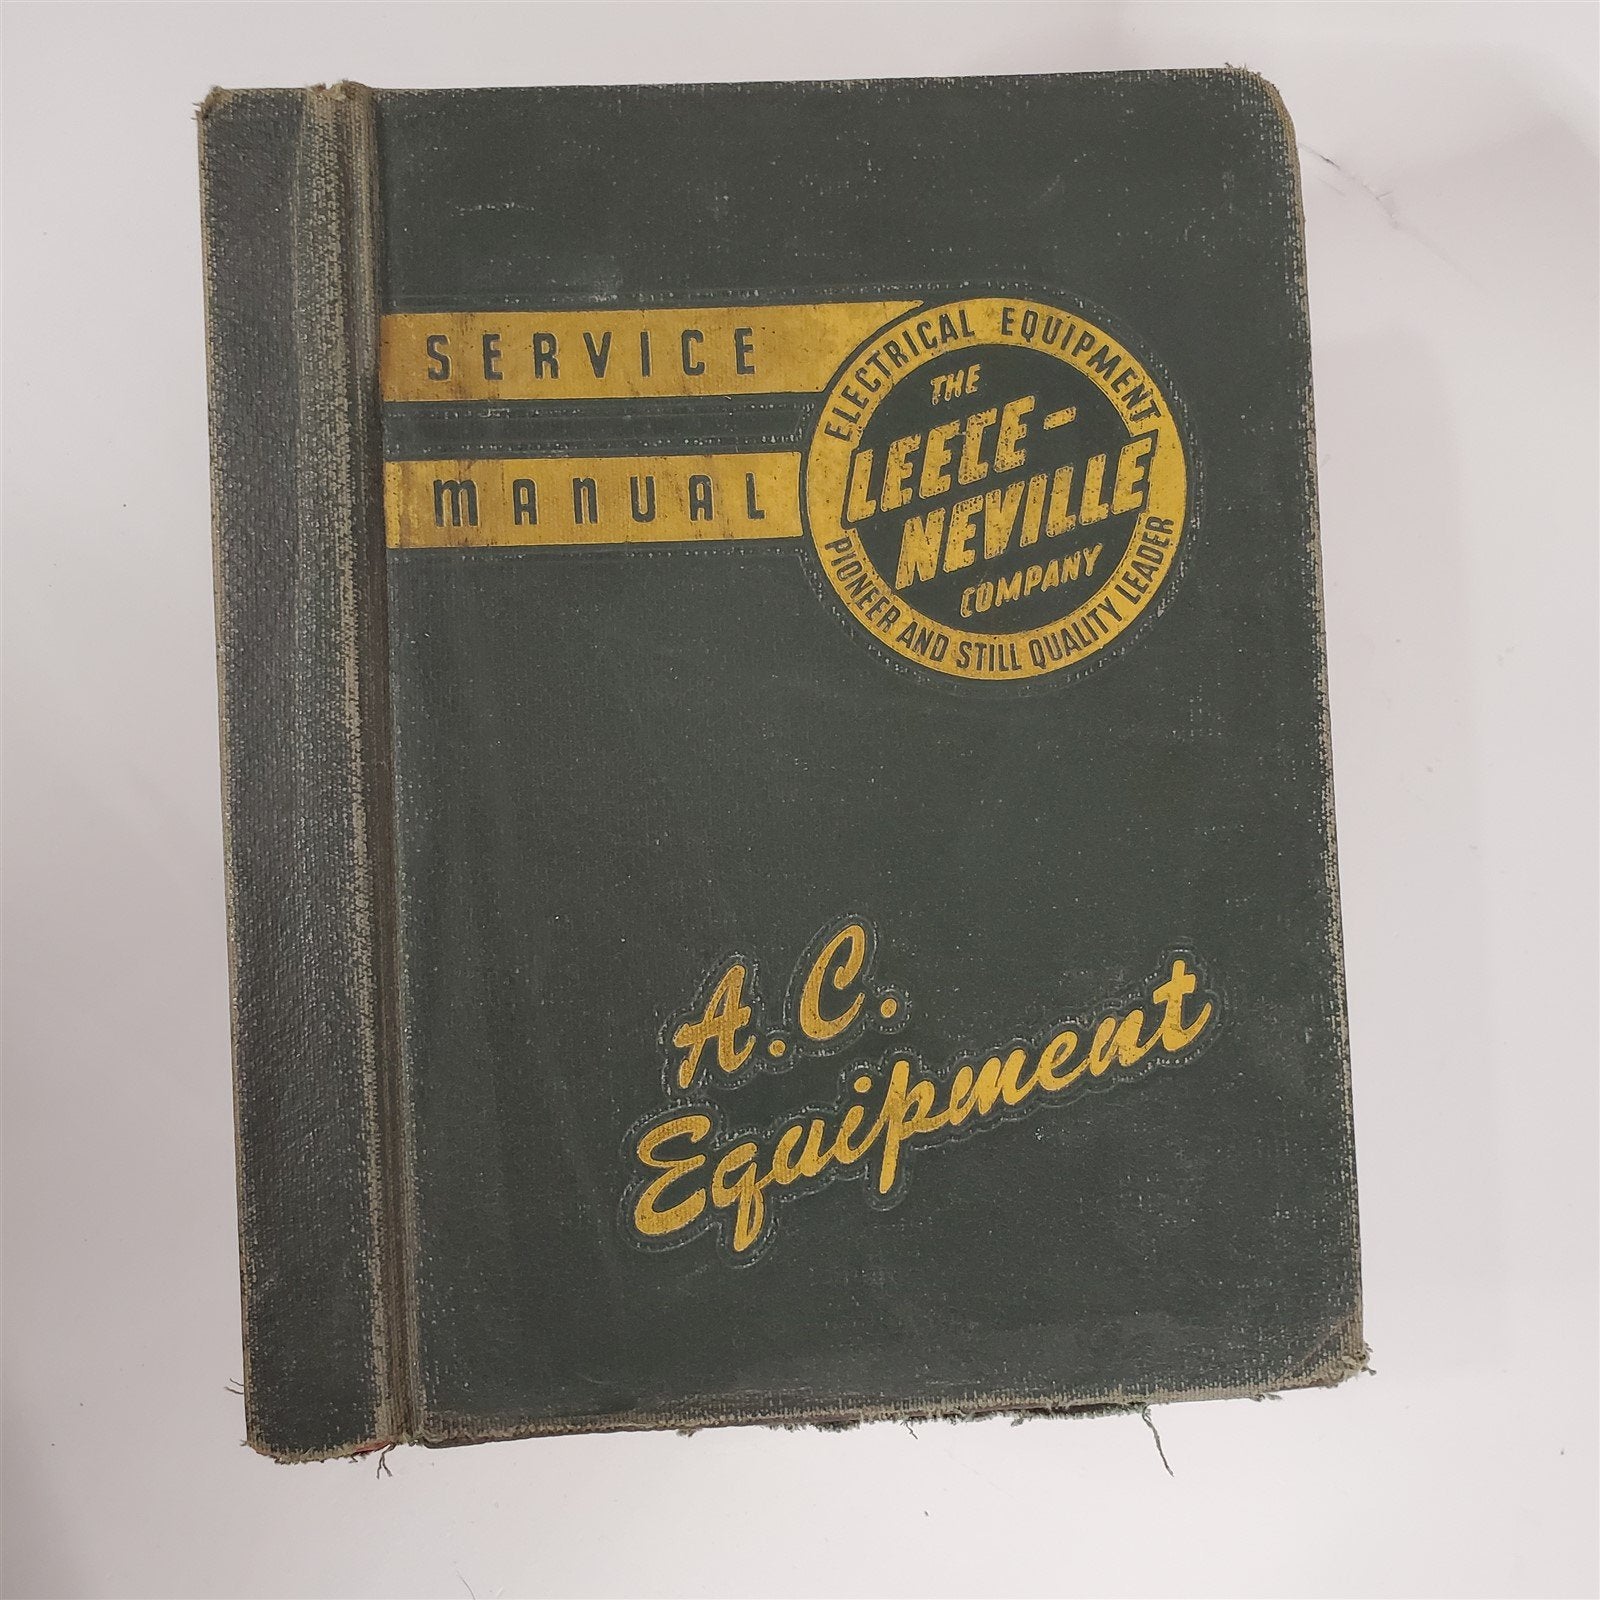 SERVICE
MANUAL
ELECTRICAL EQUIPMENT
THE
LEECE-
NEVILLE
COMPANY
PIONEER AND STILL QUALITY LEADER
A.C.
Equipment